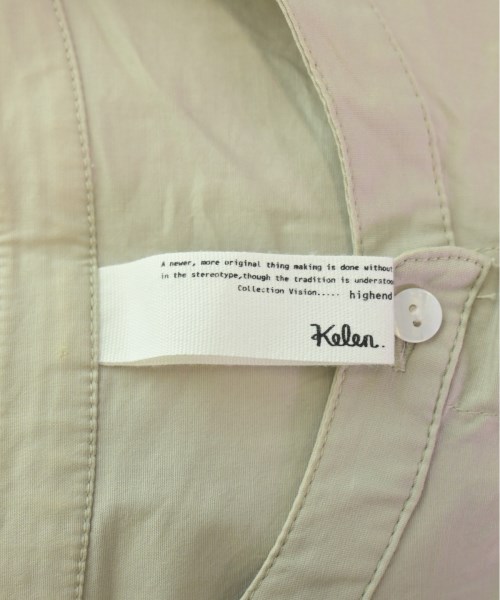 A newer, more original thing making is done without
in the stereotype,though the tradition is understoo
Collection Vision..... highend
Kelen.